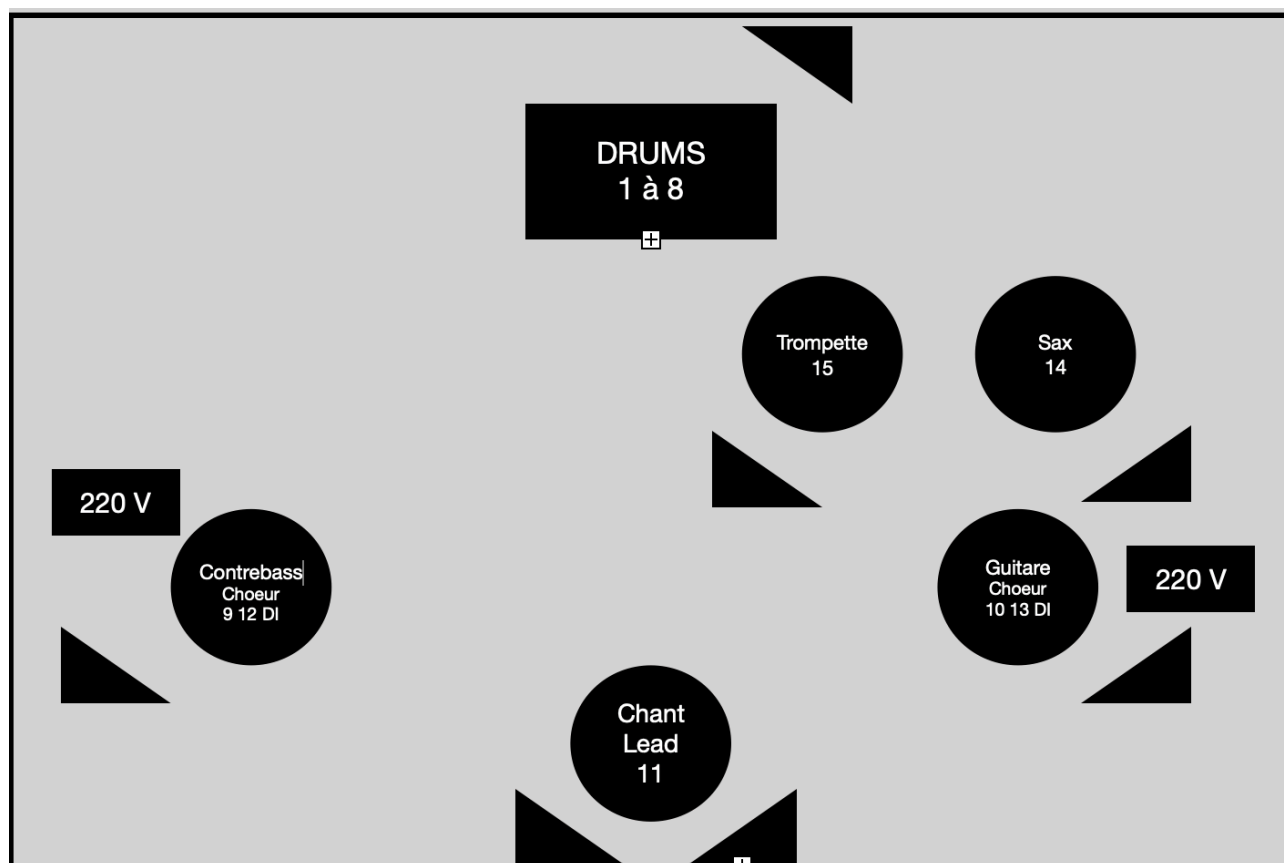 DRUMS
1 à 8
Trompette
15
Sax
14
220 V
Contrebass
Choeur
9 12 DI
Guitare
Choeur
10 13 DI
220 V
Chant
Lead
11